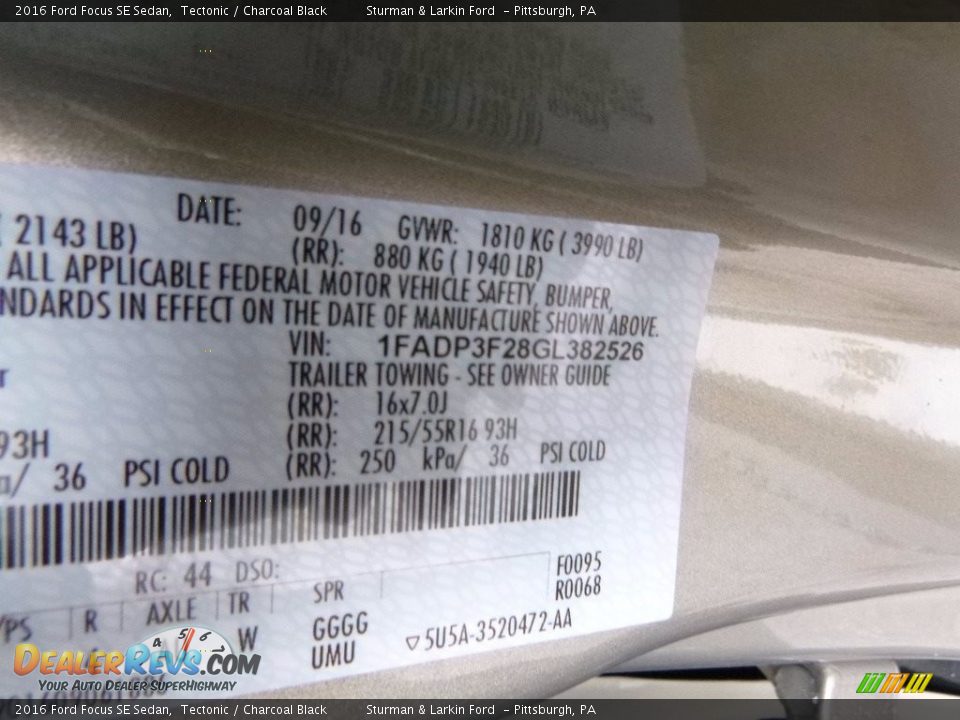 2016 Ford Focus SE Sedan, Tectonic / Charcoal Black Sturman & Larkin Ford - Pittsburgh, PA
DATE: 09/16 GVWR: 1810 KG ( 3990 LB)
( 2143 LB) (RR): 880 KG ( 1940 LB)
ALL APPLICABLE FEDERAL MOTOR VEHICLE SAFETY, BUMPER,
NDARDS IN EFFECT ON THE DATE OF MANUFACTURE SHOWN ABOVE.
VIN: 1FADP3F28GL382526
TRAILER TOWING - SEE OWNER GUIDE
(RR): 16x7.0J
93H (RR): 215/55R16 93H
a/ 36 PSI COLD (RR): 250 kPa/ 36 PSI COLD
RC: 44 DSO: F0095
R0068
/PS R AXLE TR SPR
W GGGG
UMU ▽5U5A-3520472-AA
4 5 6
DEALERREVS.COM
YOUR AUTO DEALER SUPERHIGHWAY
2016 Ford Focus SE Sedan, Tectonic / Charcoal Black Sturman & Larkin Ford - Pittsburgh, PA